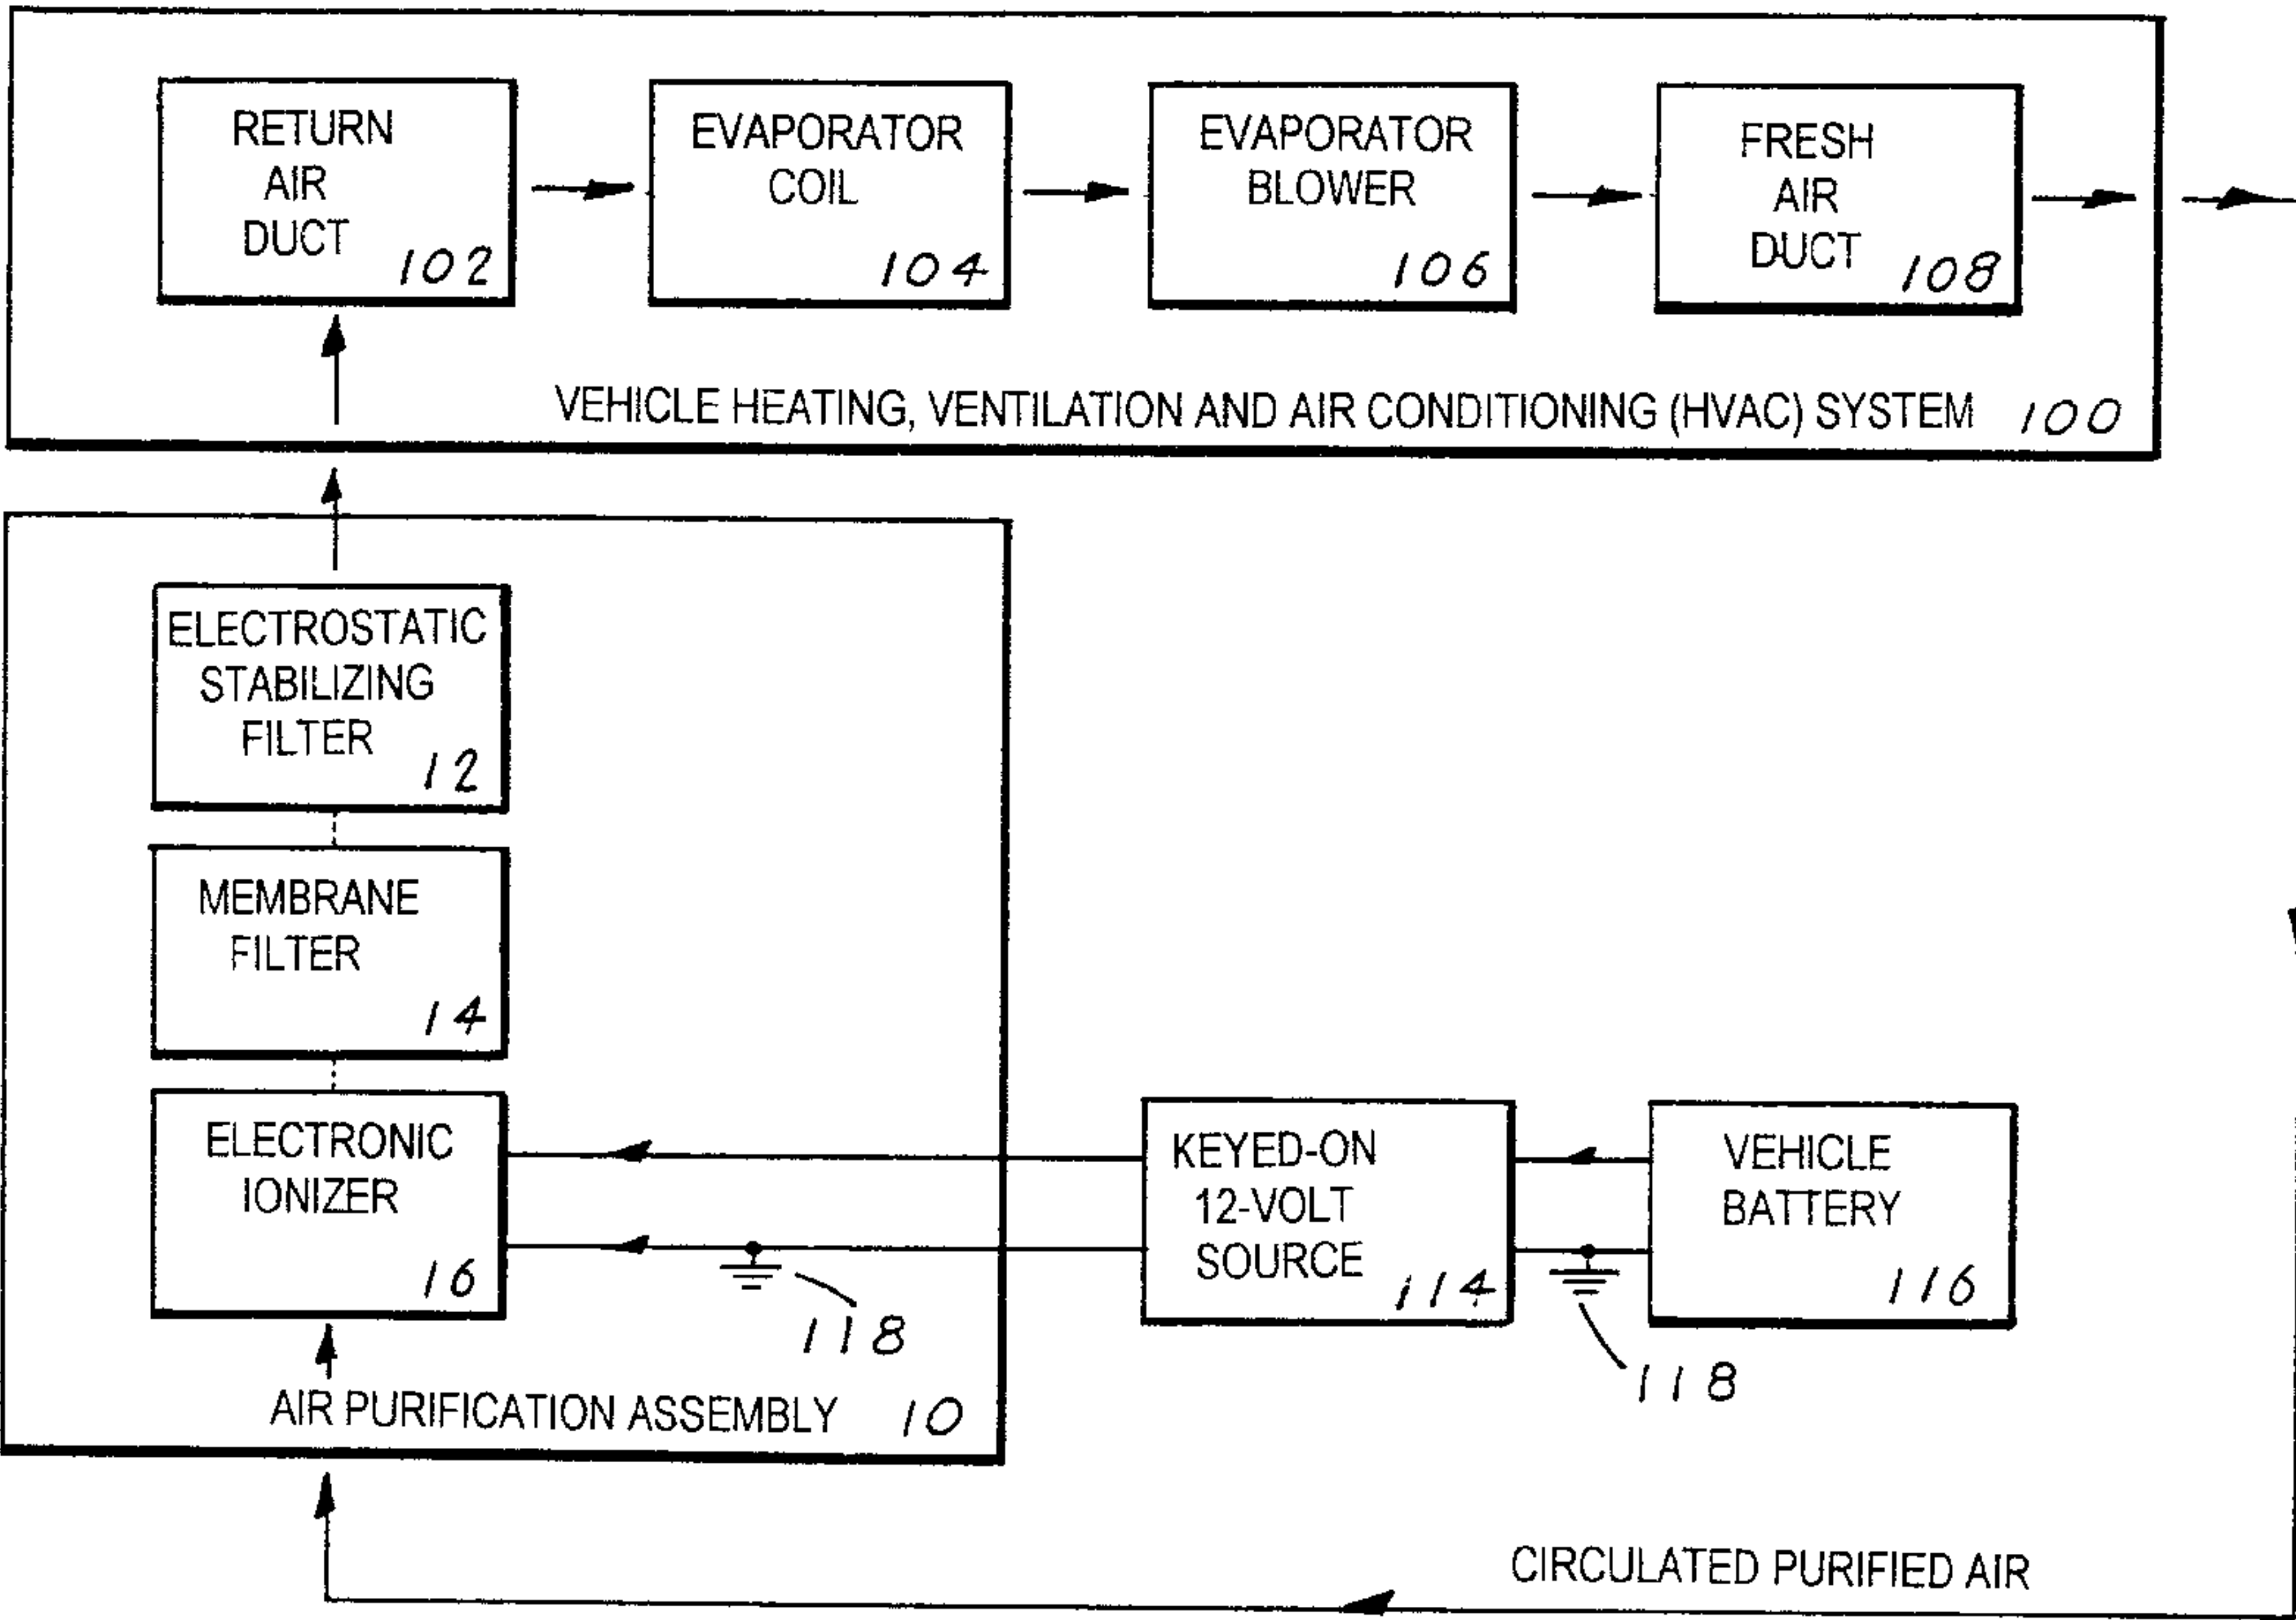 RETURN
AIR
DUCT
102
EVAPORATOR
COIL
104
EVAPORATOR
BLOWER
106
FRESH
AIR
DUCT
108
VEHICLE HEATING, VENTILATION AND AIR CONDITIONING (HVAC) SYSTEM 100
ELECTROSTATIC
STABILIZING
FILTER
12
MEMBRANE
FILTER
14
ELECTRONIC
IONIZER
16
118
AIR PURIFICATION ASSEMBLY 10
KEYED-ON
12-VOLT
SOURCE
114
VEHICLE
BATTERY
116
118
CIRCULATED PURIFIED AIR